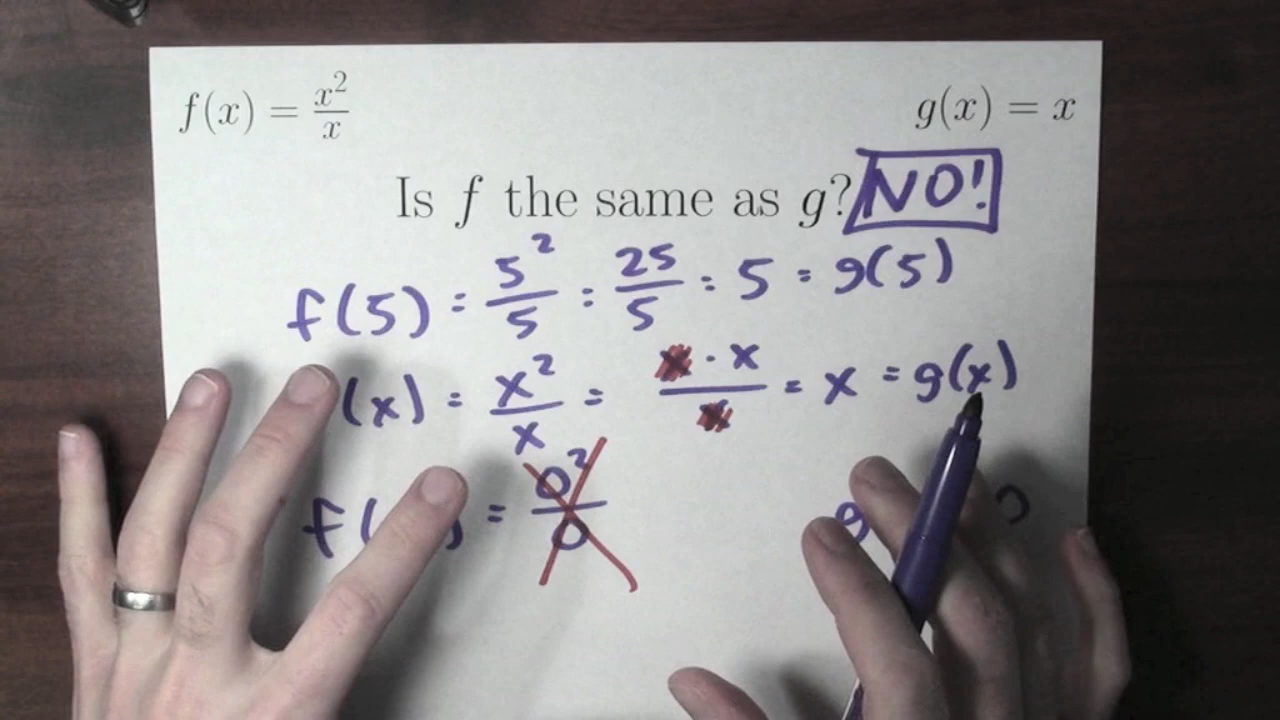 f(x) = x²/x
g(x) = x
Is f the same as g? NO!
f(5) = 5²/5 = 25/5 = 5 = g(5)
(x) = x²/x = x · x/x = x = g(x)
f( ) = 0²/0